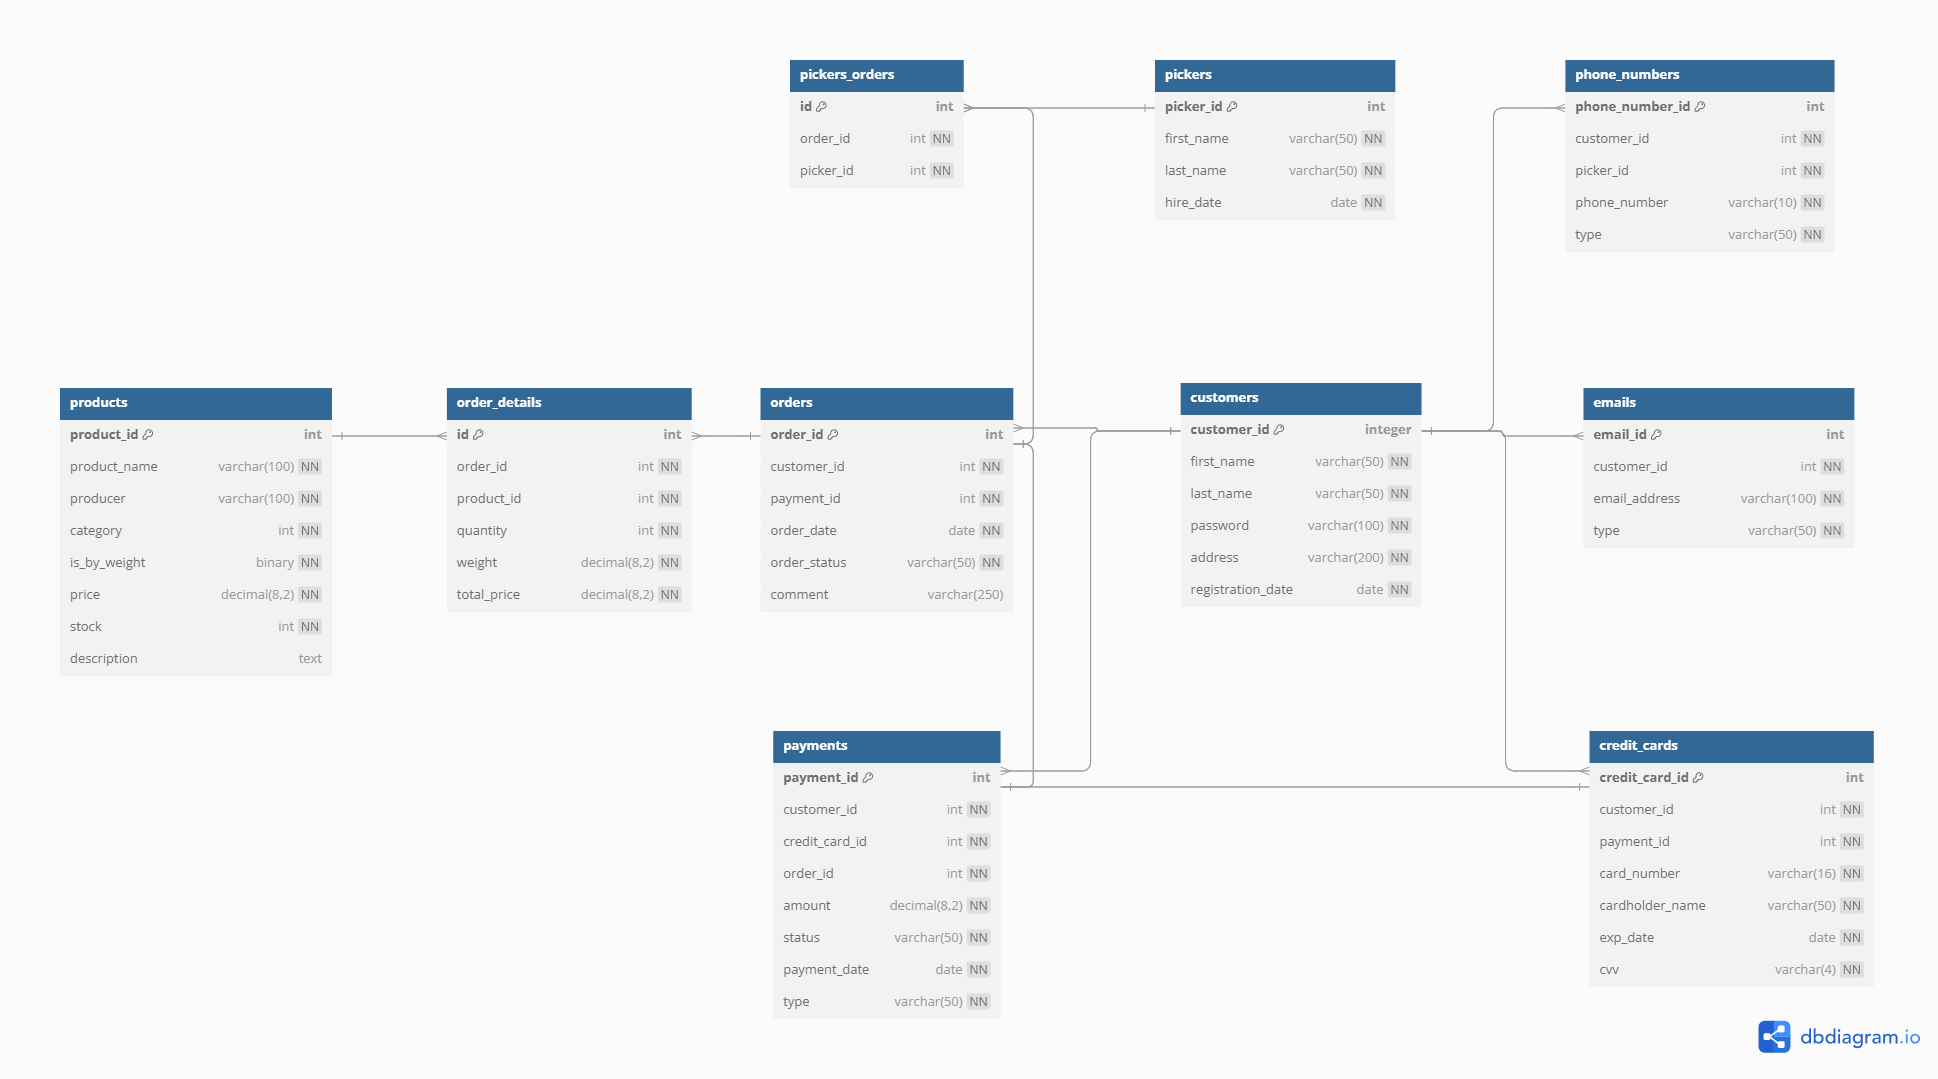 pickers_orders
id int
order_id int NN
picker_id int NN
pickers
picker_id int
first_name varchar(50) NN
last_name varchar(50) NN
hire_date date NN
phone_numbers
phone_number_id int
customer_id int NN
picker_id int NN
phone_number varchar(10) NN
type varchar(50) NN
products
product_id int
product_name varchar(100) NN
producer varchar(100) NN
category int NN
is_by_weight binary NN
price decimal(8,2) NN
stock int NN
description text
order_details
id int
order_id int NN
product_id int NN
quantity int NN
weight decimal(8,2) NN
total_price decimal(8,2) NN
orders
order_id int
customer_id int NN
payment_id int NN
order_date date NN
order_status varchar(50) NN
comment varchar(250)
customers
customer_id integer
first_name varchar(50) NN
last_name varchar(50) NN
password varchar(100) NN
address varchar(200) NN
registration_date date NN
emails
email_id int
customer_id int NN
email_address varchar(100) NN
type varchar(50) NN
payments
payment_id int
customer_id int NN
credit_card_id int NN
order_id int NN
amount decimal(8,2) NN
status varchar(50) NN
payment_date date NN
type varchar(50) NN
credit_cards
credit_card_id int
customer_id int NN
payment_id int NN
card_number varchar(16) NN
cardholder_name varchar(50) NN
exp_date date NN
cvv varchar(4) NN
dbdiagram.io